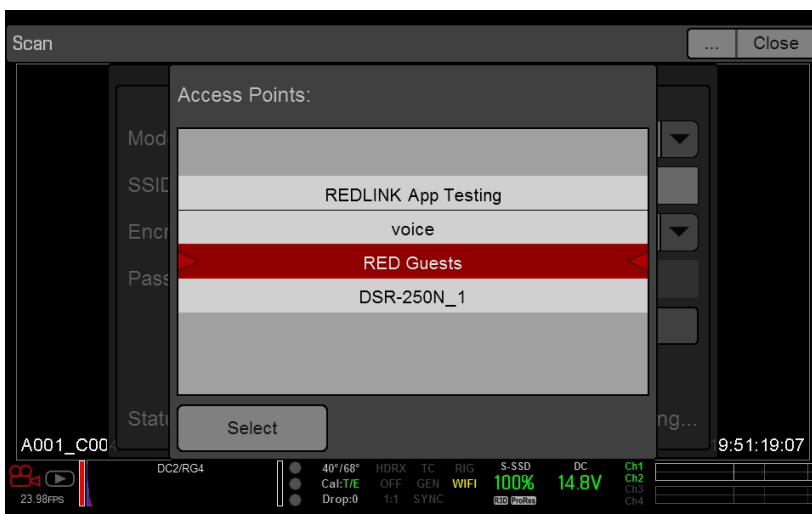 Scan
...
Close
Access Points:
REDLINK App Testing
voice
RED Guests
DSR-250N_1
Mod
SSID
Encr
Pass
Select
Statu
ng...
A001_C00
9:51:19:07
DC2/RG4
23.98FPS
40°/68° HDRX TC RIG S-SSD DC Ch1
Cal:T/E OFF GEN WIFI 100% 14.8V Ch2
Drop:0 1:1 SYNC R3D ProRes Ch3
Ch4